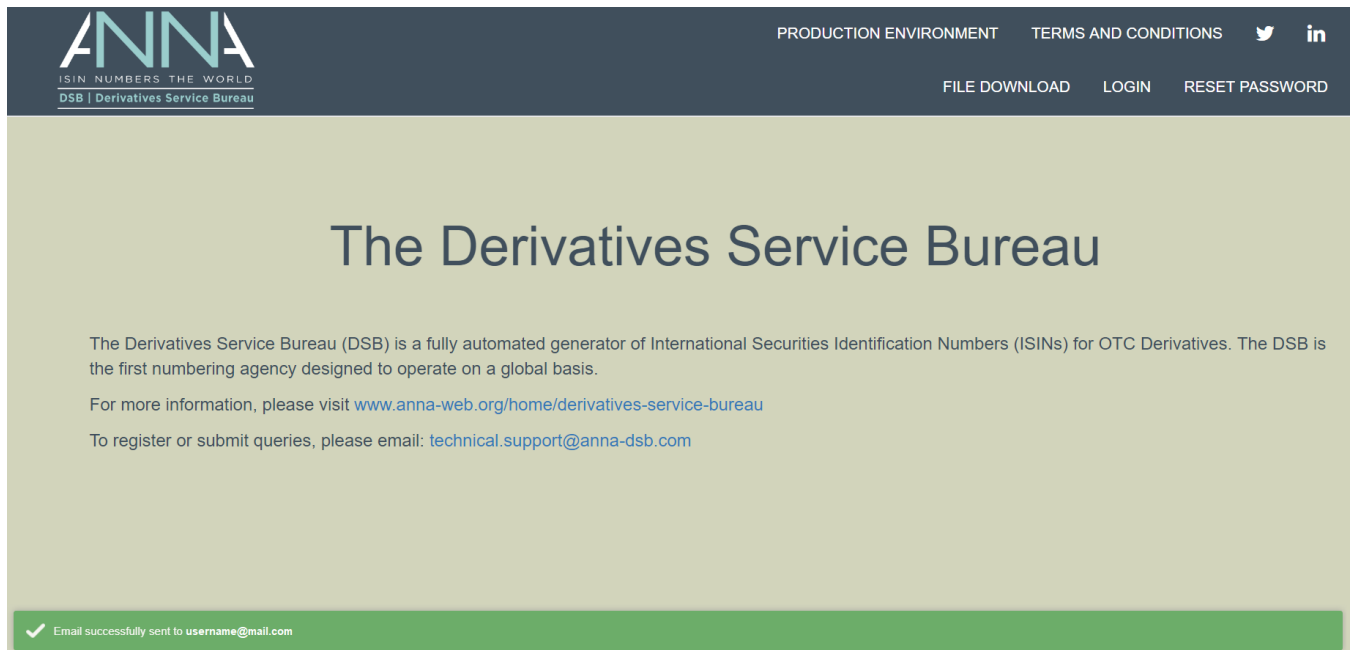 ANNA
ISIN NUMBERS THE WORLD
DSB | Derivatives Service Bureau
PRODUCTION ENVIRONMENT TERMS AND CONDITIONS in
FILE DOWNLOAD LOGIN RESET PASSWORD
The Derivatives Service Bureau
The Derivatives Service Bureau (DSB) is a fully automated generator of International Securities Identification Numbers (ISINs) for OTC Derivatives. The DSB is
the first numbering agency designed to operate on a global basis.
For more information, please visit www.anna-web.org/home/derivatives-service-bureau
To register or submit queries, please email: technical.support@anna-dsb.com
Email successfully sent to username@mail.com